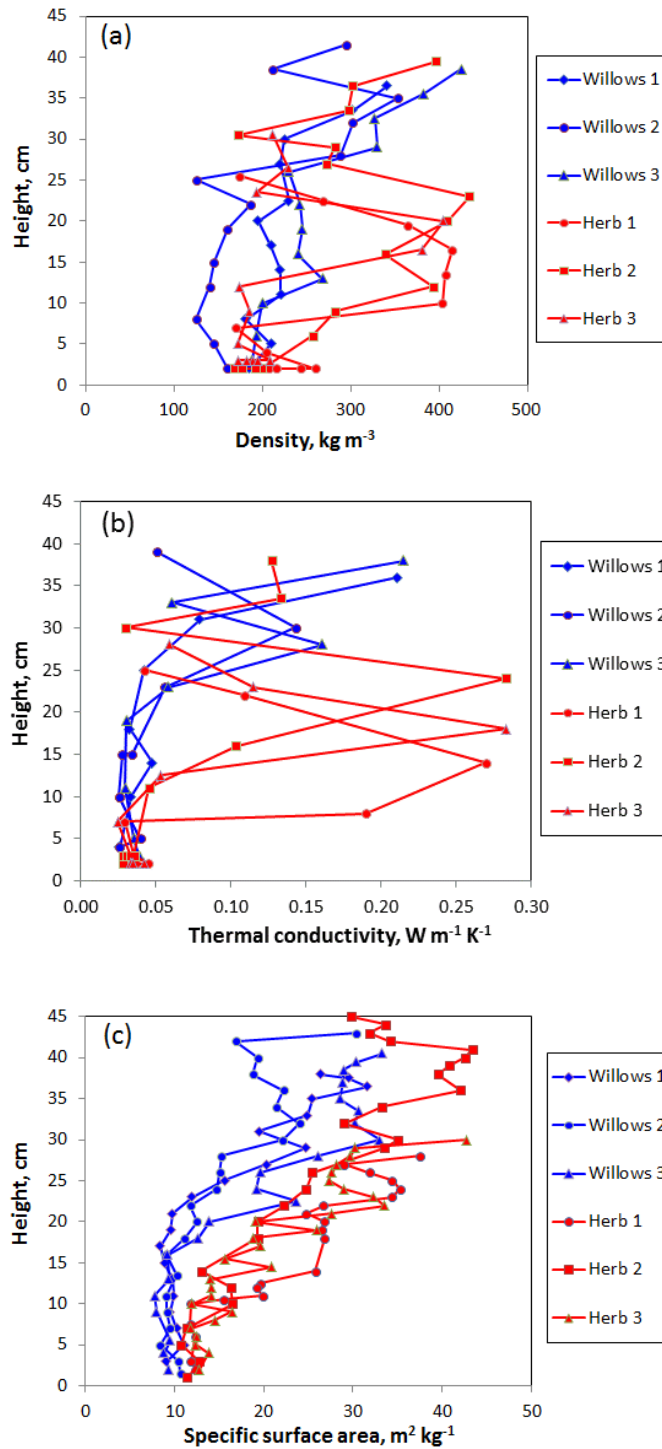 (a)
45
40
35
30
25
20
15
10
5
0
Height, cm
0 100 200 300 400 500
Density, kg m⁻³
Willows 1
Willows 2
Willows 3
Herb 1
Herb 2
Herb 3
(b)
45
40
35
30
25
20
15
10
5
0
Height, cm
0.00 0.05 0.10 0.15 0.20 0.25 0.30
Thermal conductivity, W m⁻¹ K⁻¹
Willows 1
Willows 2
Willows 3
Herb 1
Herb 2
Herb 3
(c)
45
40
35
30
25
20
15
10
5
0
Height, cm
0 10 20 30 40 50
Specific surface area, m² kg⁻¹
Willows 1
Willows 2
Willows 3
Herb 1
Herb 2
Herb 3